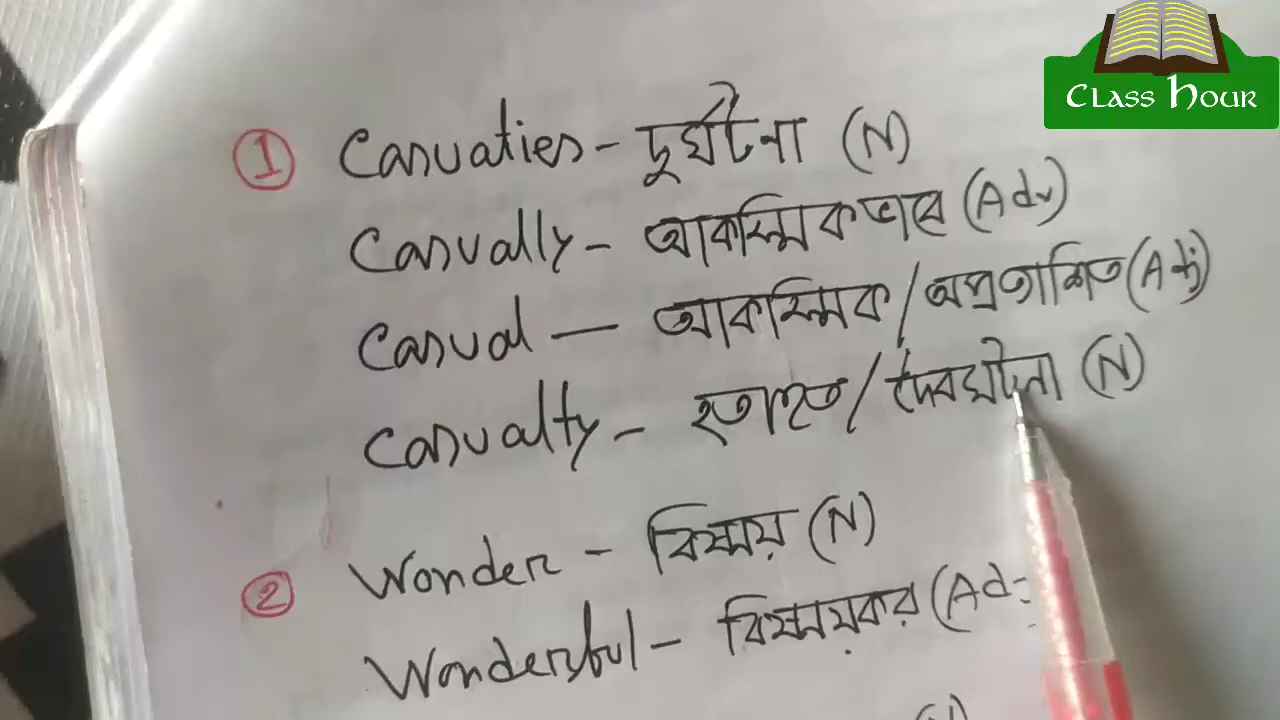 CLASS HOUR
① Casuaties - দুর্ঘটনা (N)
Casually - আকস্মিকভাবে (Adv)
Casual — আকস্মিক / অপ্রতাশিত (Adj)
Casualty - হতাহত / দৈবঘটনা (N)
② Wonder - বিষ্ময় (N)
Wonderful - বিষ্ময়কর (Ad-
(N)